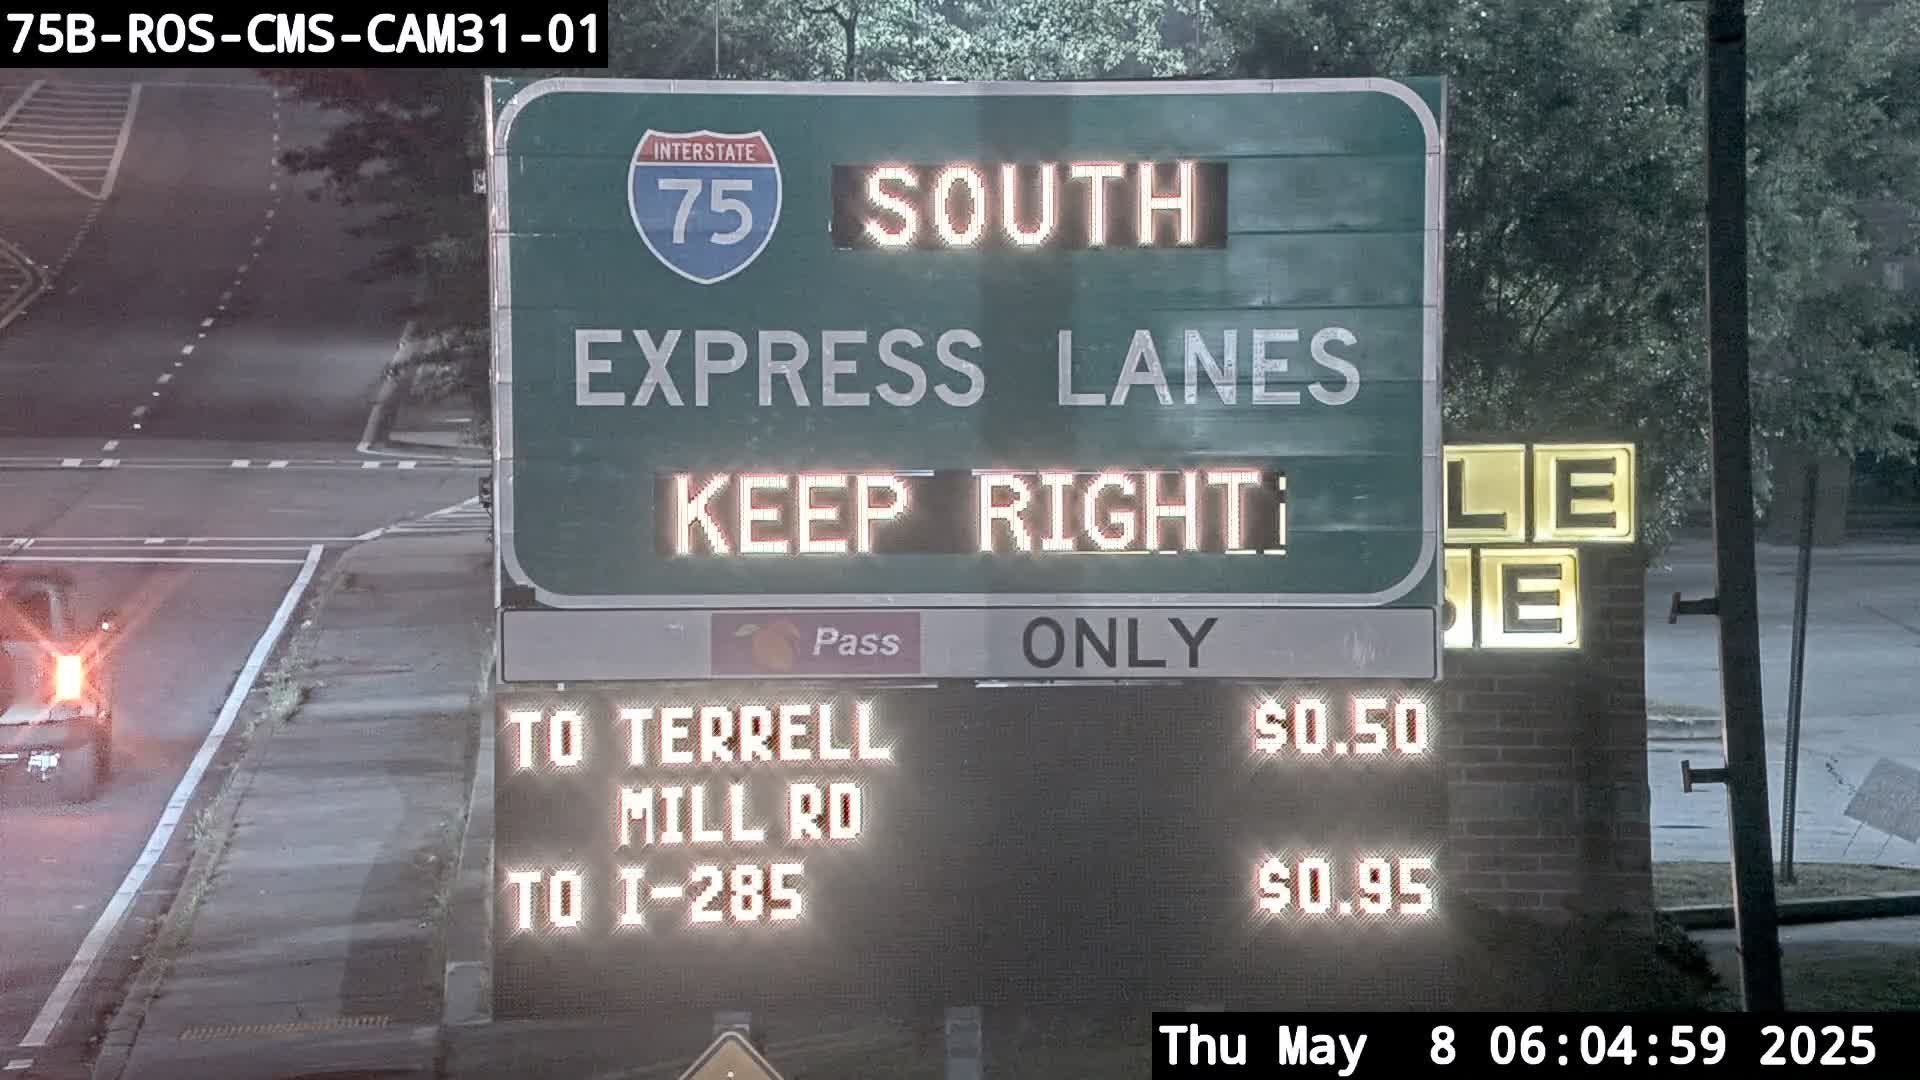 75B-ROS-CMS-CAM31-01
INTERSTATE
75
SOUTH
EXPRESS LANES
KEEP RIGHT
Pass ONLY
LE
E
TO TERRELL $0.50
MILL RD
TO I-285 $0.95
Thu May 8 06:04:59 2025